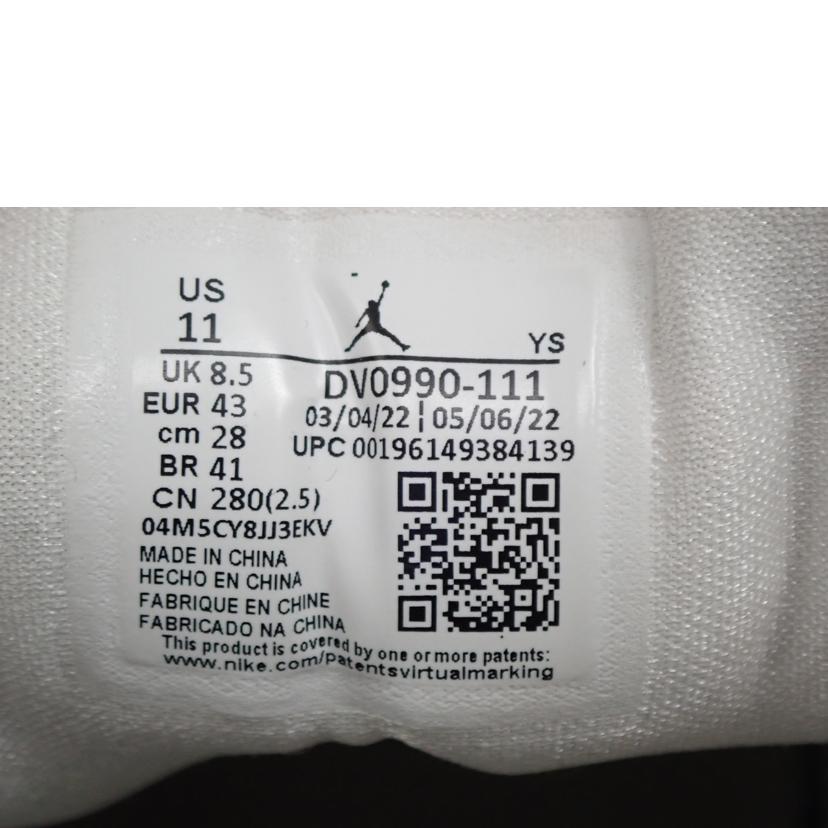 US
11
YS
UK 8.5
EUR 43
cm 28
BR 41
CN 280(2.5)
DV0990-111
03/04/22 ¦ 05/06/22
UPC 00196149384139
04M5CY8JJ3EKV
MADE IN CHINA
HECHO EN CHINA
FABRIQUE EN CHINE
FABRICADO NA CHINA
This product is covered by one or more patents:
www.nike.com/patentsvirtualmarking